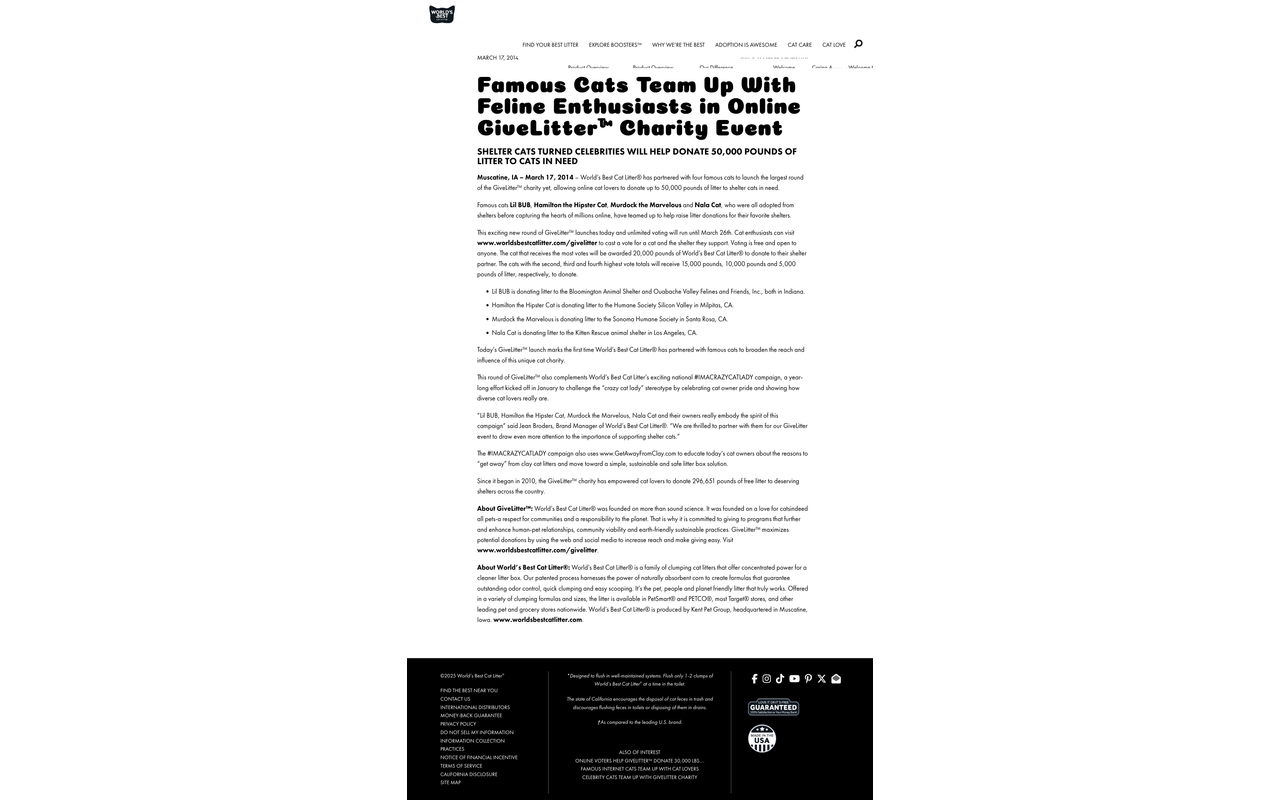 WORLD'S
BEST
FIND YOUR BEST LITTER EXPLORE BOOSTERS™ WHY WE'RE THE BEST ADOPTION IS AWESOME CAT CARE CAT LOVE
MARCH 17, 2014
Product Overview Product Overview Our Difference Welcome
Famous Cats Team Up With
Feline Enthusiasts in Online
GiveLitter™ Charity Event
SHELTER CATS TURNED CELEBRITIES WILL HELP DONATE 50,000 POUNDS OF
LITTER TO CATS IN NEED
Muscatine, IA – March 17, 2014 – World's Best Cat Litter® has partnered with four famous cats to launch the largest round
of the GiveLitter™ charity yet, allowing online cat lovers to donate up to 50,000 pounds of litter to shelter cats in need.
Famous cats Lil BUB, Hamilton the Hipster Cat, Murdock the Marvelous and Nala Cat, who were all adopted from
shelters before capturing the hearts of millions online, have teamed up to help raise litter donations for their favorite shelters.
This exciting new round of GiveLitter™ launches today and unlimited voting will run until March 26th. Cat enthusiasts can visit
www.worldsbestcatlitter.com/givelitter to cast a vote for a cat and the shelter they support. Voting is free and open to
anyone. The cat that receives the most votes will be awarded 20,000 pounds of World's Best Cat Litter® to donate to their shelter
partner. The cats with the second, third and fourth highest vote totals will receive 15,000 pounds, 10,000 pounds and 5,000
pounds of litter, respectively, to donate.
• Lil BUB is donating litter to the Bloomington Animal Shelter and Ouabache Valley Felines and Friends, Inc., both in Indiana.
• Hamilton the Hipster Cat is donating litter to the Humane Society Silicon Valley in Milpitas, CA.
• Murdock the Marvelous is donating litter to the Sonoma Humane Society in Santa Rosa, CA.
• Nala Cat is donating litter to the Kitten Rescue animal shelter in Los Angeles, CA.
Today's GiveLitter™ launch marks the first time World's Best Cat Litter® has partnered with famous cats to broaden the reach and
influence of this unique cat charity.
This round of GiveLitter™ also complements World's Best Cat Litter's exciting national #IMACRAZYCATLADY campaign, a year-
long effort kicked off in January to challenge the "crazy cat lady" stereotype by celebrating cat owner pride and showing how
diverse cat lovers really are.
"Lil BUB, Hamilton the Hipster Cat, Murdock the Marvelous, Nala Cat and their owners really embody the spirit of this
campaign" said Jean Broders, Brand Manager of World's Best Cat Litter®. "We are thrilled to partner with them for our GiveLitter
event to draw even more attention to the importance of supporting shelter cats."
The #IMACRAZYCATLADY campaign also uses www.GetAwayFromClay.com to educate today's cat owners about the reasons to
"get away" from clay cat litters and move toward a simple, sustainable and safe litter box solution.
Since it began in 2010, the GiveLitter™ charity has empowered cat lovers to donate 296,651 pounds of free litter to deserving
shelters across the country.
About GiveLitter™: World's Best Cat Litter® was founded on more than sound science. It was founded on a love for catsindeed
all pets-a respect for communities and a responsibility to the planet. That is why it is committed to giving to programs that further
and enhance human-pet relationships, community viability and earth-friendly sustainable practices. GiveLitter™ maximizes
potential donations by using the web and social media to increase reach and make giving easy. Visit
www.worldsbestcatlitter.com/givelitter.
About World's Best Cat Litter®: World's Best Cat Litter® is a family of clumping cat litters that offer concentrated power for a
cleaner litter box. Our patented process harnesses the power of naturally absorbent corn to create formulas that guarantee
outstanding odor control, quick clumping and easy scooping. It's the pet, people and planet friendly litter that truly works. Offered
in a variety of clumping formulas and sizes, the litter is available in PetSmart® and PETCO®, most Target® stores, and other
leading pet and grocery stores nationwide. World's Best Cat Litter® is produced by Kent Pet Group, headquartered in Muscatine,
Iowa. www.worldsbestcatlitter.com.
©2025 World's Best Cat Litter®
FIND THE BEST NEAR YOU
CONTACT US
INTERNATIONAL DISTRIBUTORS
MONEY-BACK GUARANTEE
PRIVACY POLICY
DO NOT SELL MY INFORMATION
INFORMATION COLLECTION
PRACTICES
NOTICE OF FINANCIAL INCENTIVE
TERMS OF SERVICE
CALIFORNIA DISCLOSURE
SITE MAP
*Designed to flush in well-maintained systems. Flush only 1-2 clumps of
World's Best Cat Litter® at a time in the toilet.
The state of California encourages the disposal of cat feces in trash and
discourages flushing feces in toilets or disposing of them in drains.
†As compared to the leading U.S. brand.
ALSO OF INTEREST
ONLINE VOTERS HELP GIVELITTER™ DONATE 30,000 LBS…
FAMOUS INTERNET CATS TEAM UP WITH CAT LOVERS
CELEBRITY CATS TEAM UP WITH GIVELITTER CHARITY
GUARANTEED
MADE IN THE
USA